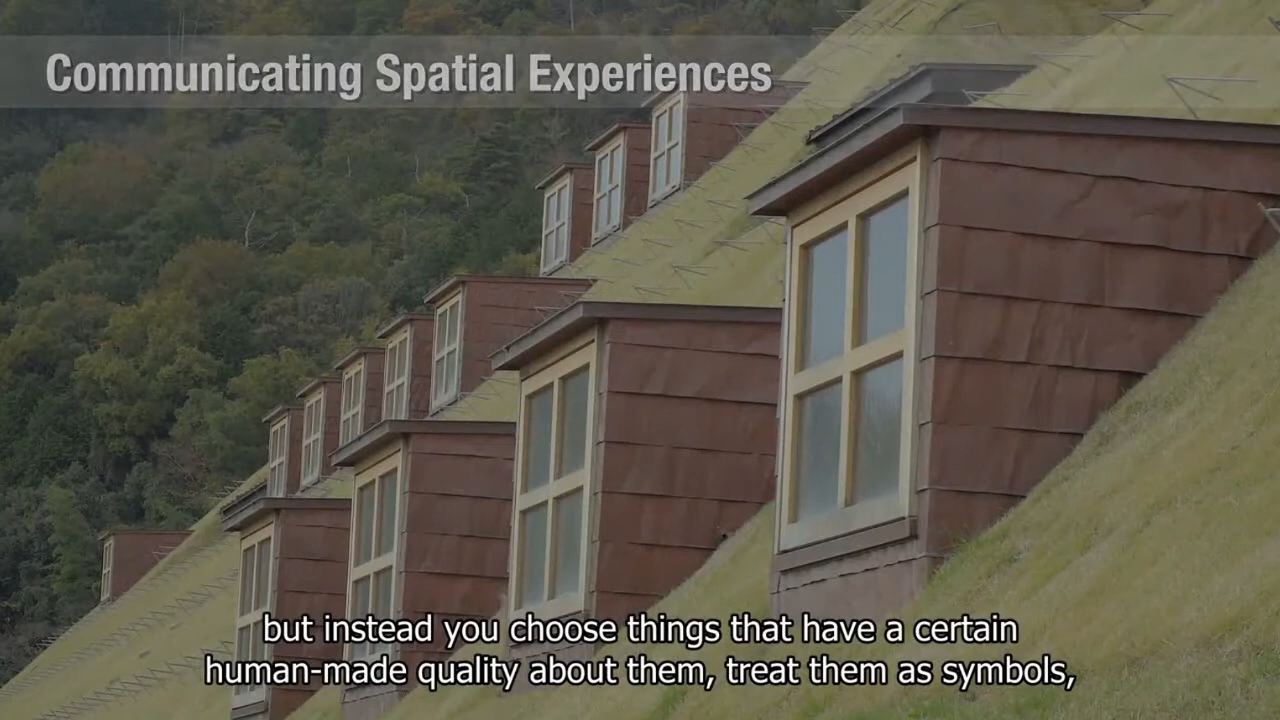 Communicating Spatial Experiences
but instead you choose things that have a certain
human-made quality about them, treat them as symbols,